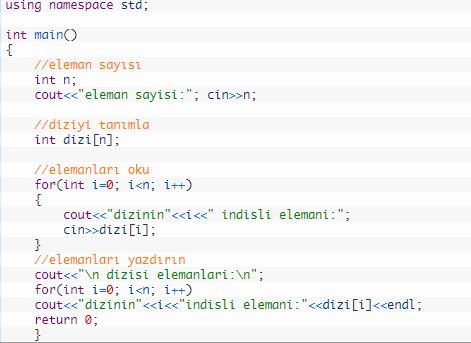 using namespace std;
int main()
{
//eleman sayısı
int n;
cout<<"eleman sayisi:"; cin>>n;
//diziyi tanımla
int dizi[n];
//elemanları oku
for(int i=0; i<n; i++)
{
cout<<"dizinin"<<i<<" indisli elemani:";
cin>>dizi[i];
}
//elemanları yazdırın
cout<<"\n dizisi elemanlari:\n";
for(int i=0; i<n; i++)
cout<<"dizinin"<<i<<"indisli elemani:"<<dizi[i]<<endl;
return 0;
}